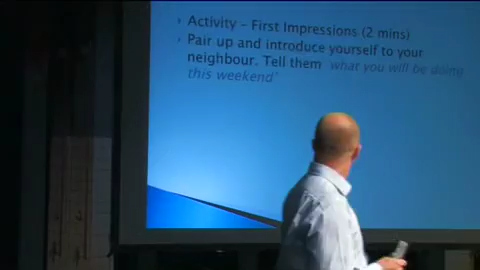 Activity – First Impressions (2 mins)
Pair up and introduce yourself to your
neighbour. Tell them 'what you will be doing
this weekend'